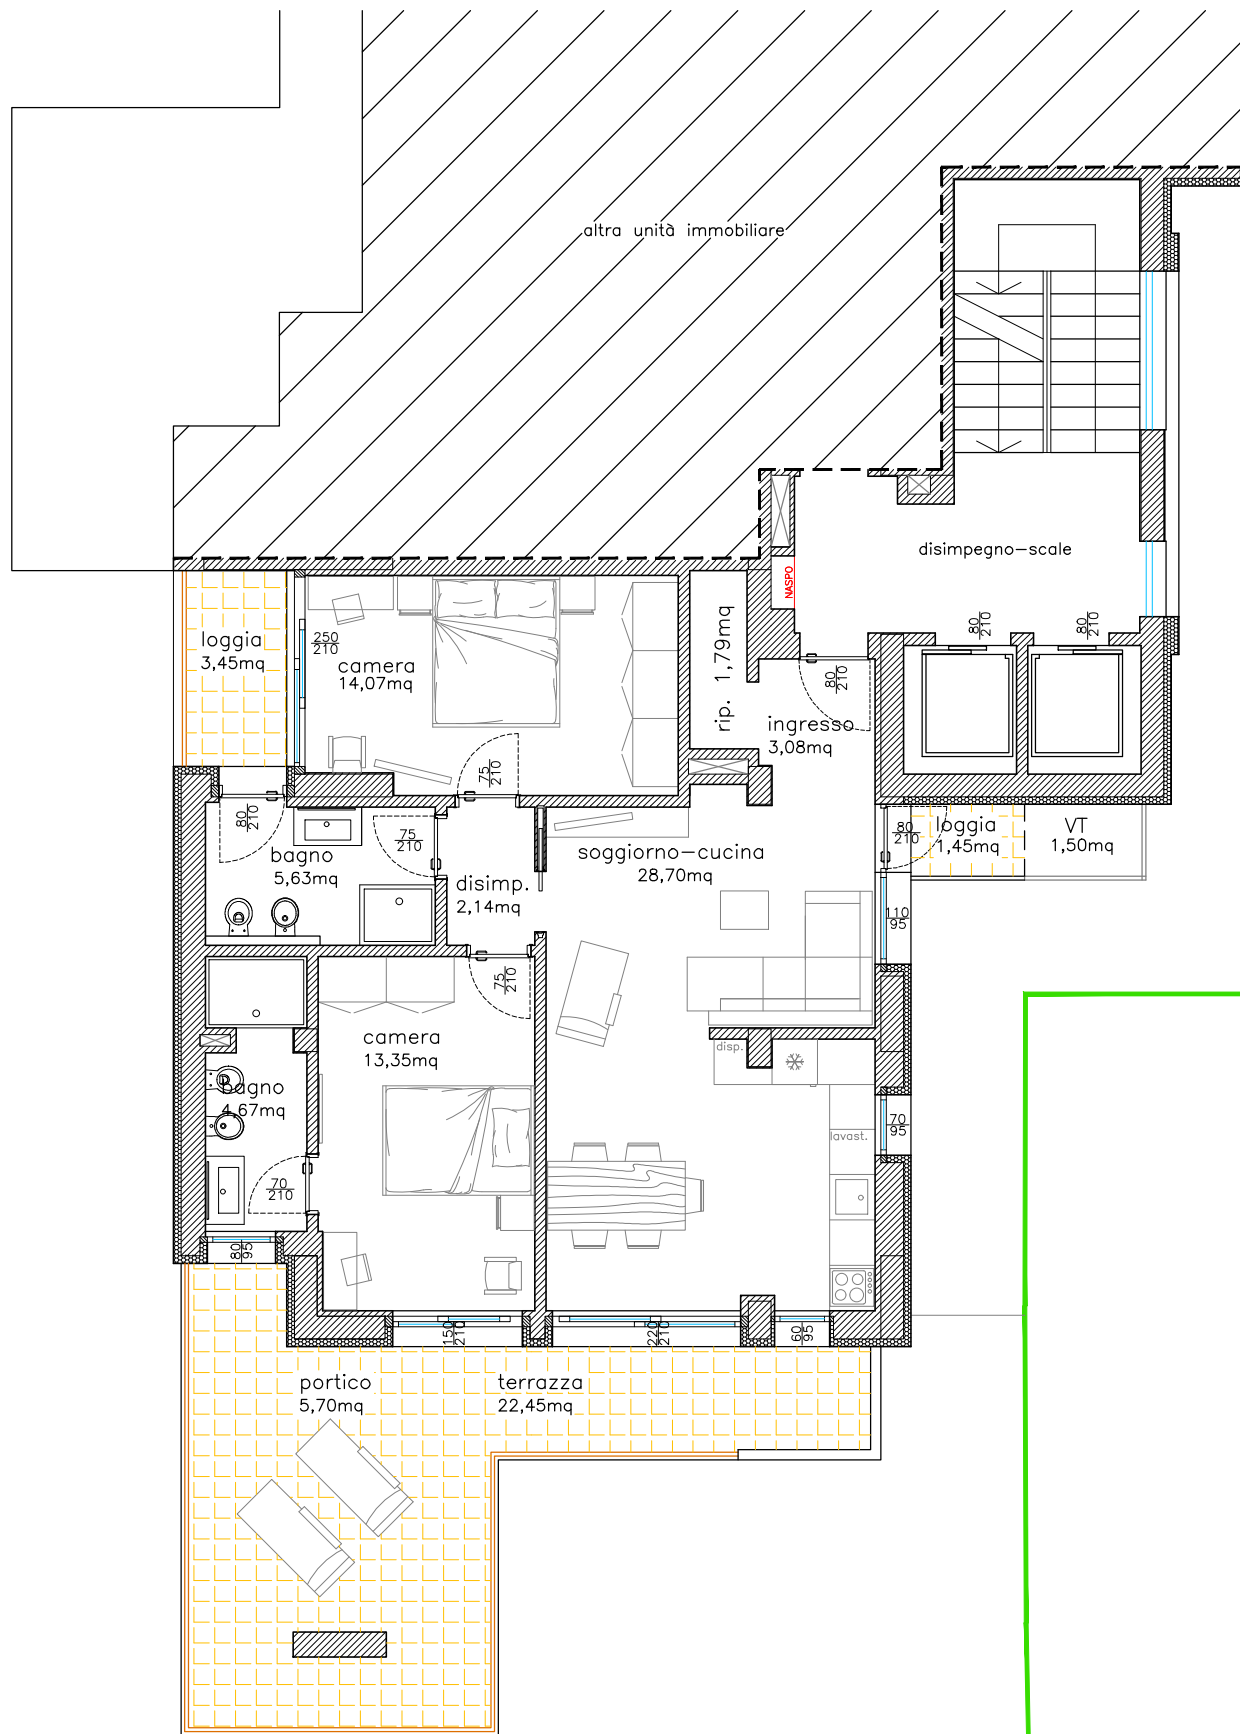 altra unità immobiliare
disimpegno-scale
NASPO
80
210
80
210
loggia
3,45mq
250
210
camera
14,07mq
rip. 1,79mq
80
210
ingresso
3,08mq
75
210
80
210
75
210
bagno
5,63mq
disimp.
2,14mq
soggiorno-cucina
28,70mq
80
210
loggia
1,45mq
VT
1,50mq
110
95
75
210
camera
13,35mq
disp.
bagno
4,67mq
70
95
lavast.
70
210
80
95
150
210
220
210
60
95
portico
5,70mq
terrazza
22,45mq